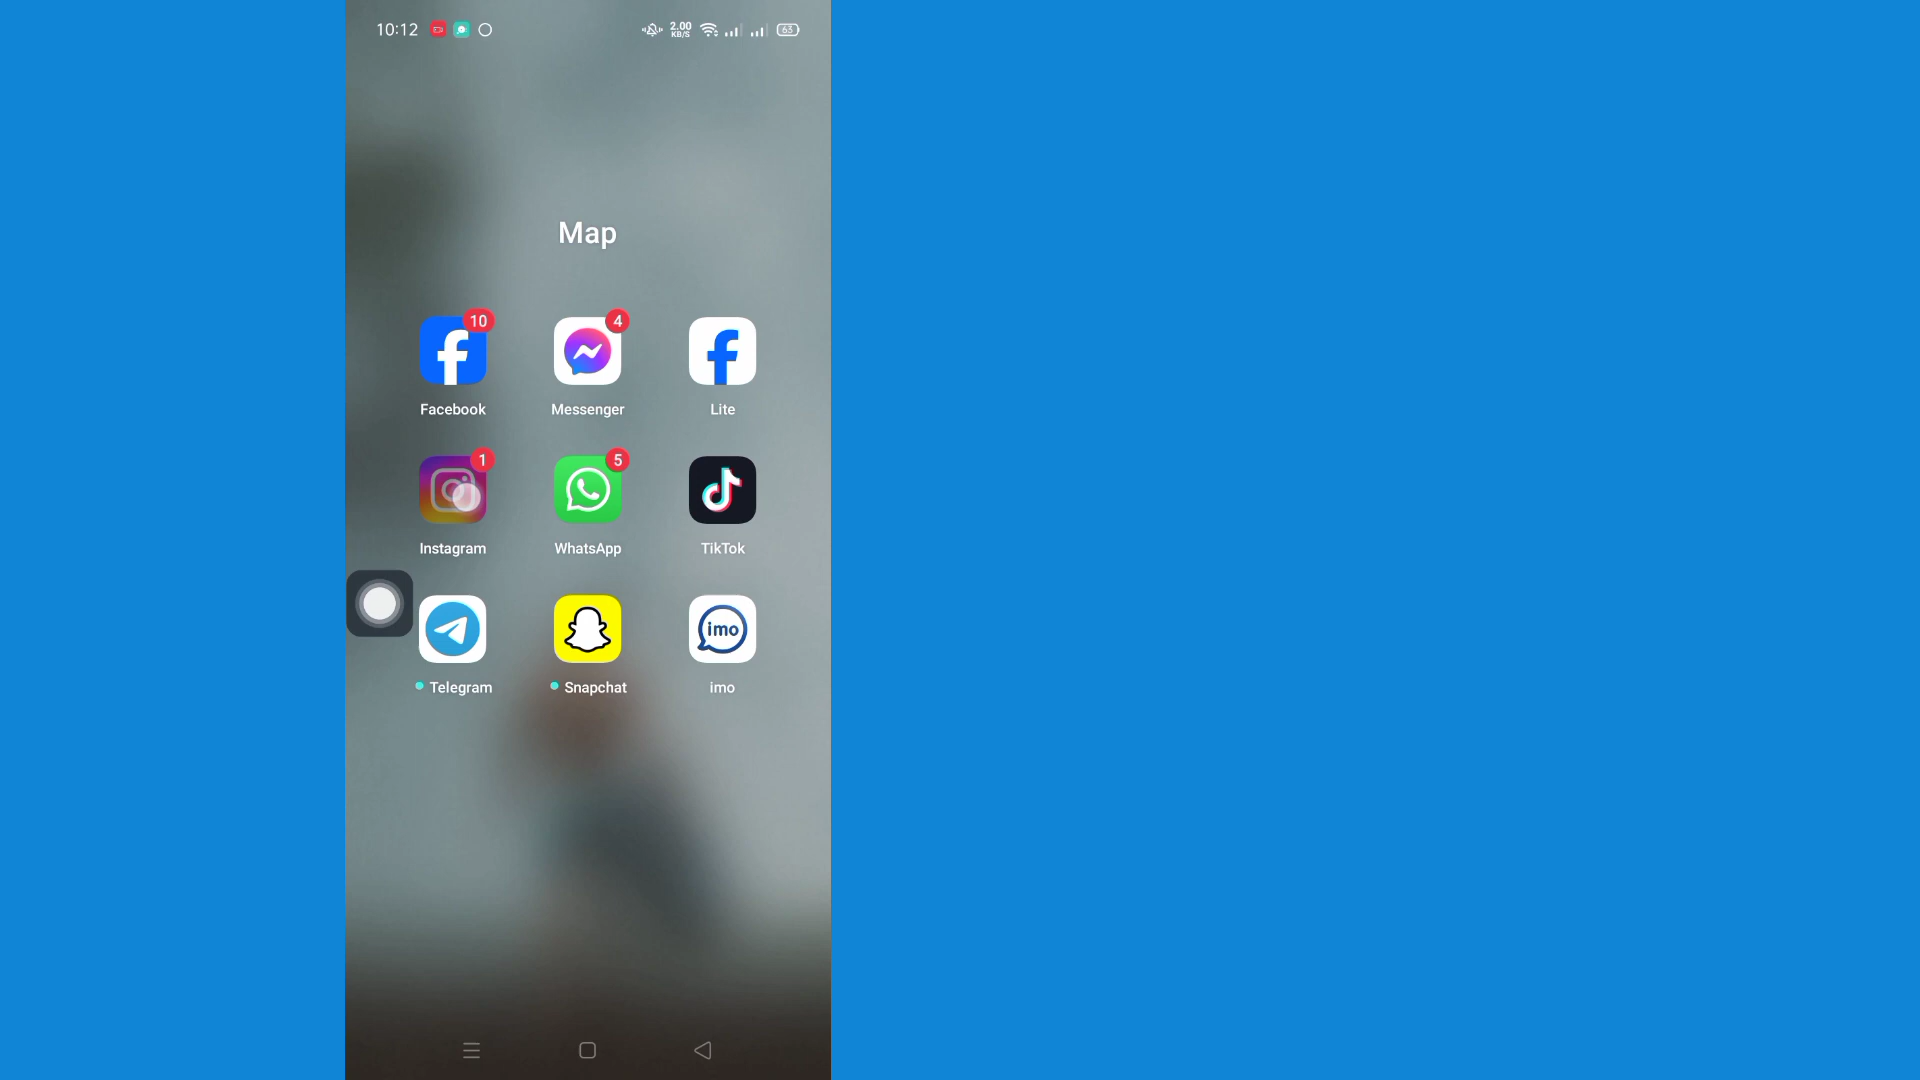 10:12 2.00 KB/S 63
Map
10 4
Facebook Messenger Lite
1 5
Instagram WhatsApp TikTok
imo
Telegram Snapchat imo